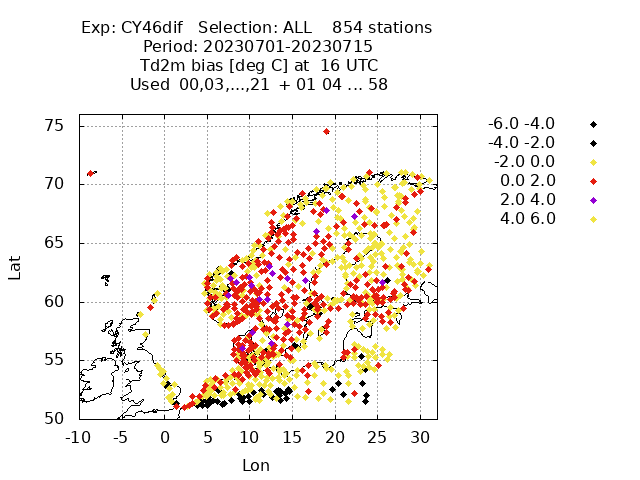 Exp: CY46dif   Selection: ALL    854 stations
Period: 20230701-20230715
Td2m bias [deg C] at  16 UTC
Used  00,03,...,21  + 01 04 ... 58
-6.0 -4.0
-4.0 -2.0
-2.0 0.0
0.0 2.0
2.0 4.0
4.0 6.0
75
70
65
60
55
50
Lat
-10 -5 0 5 10 15 20 25 30
Lon